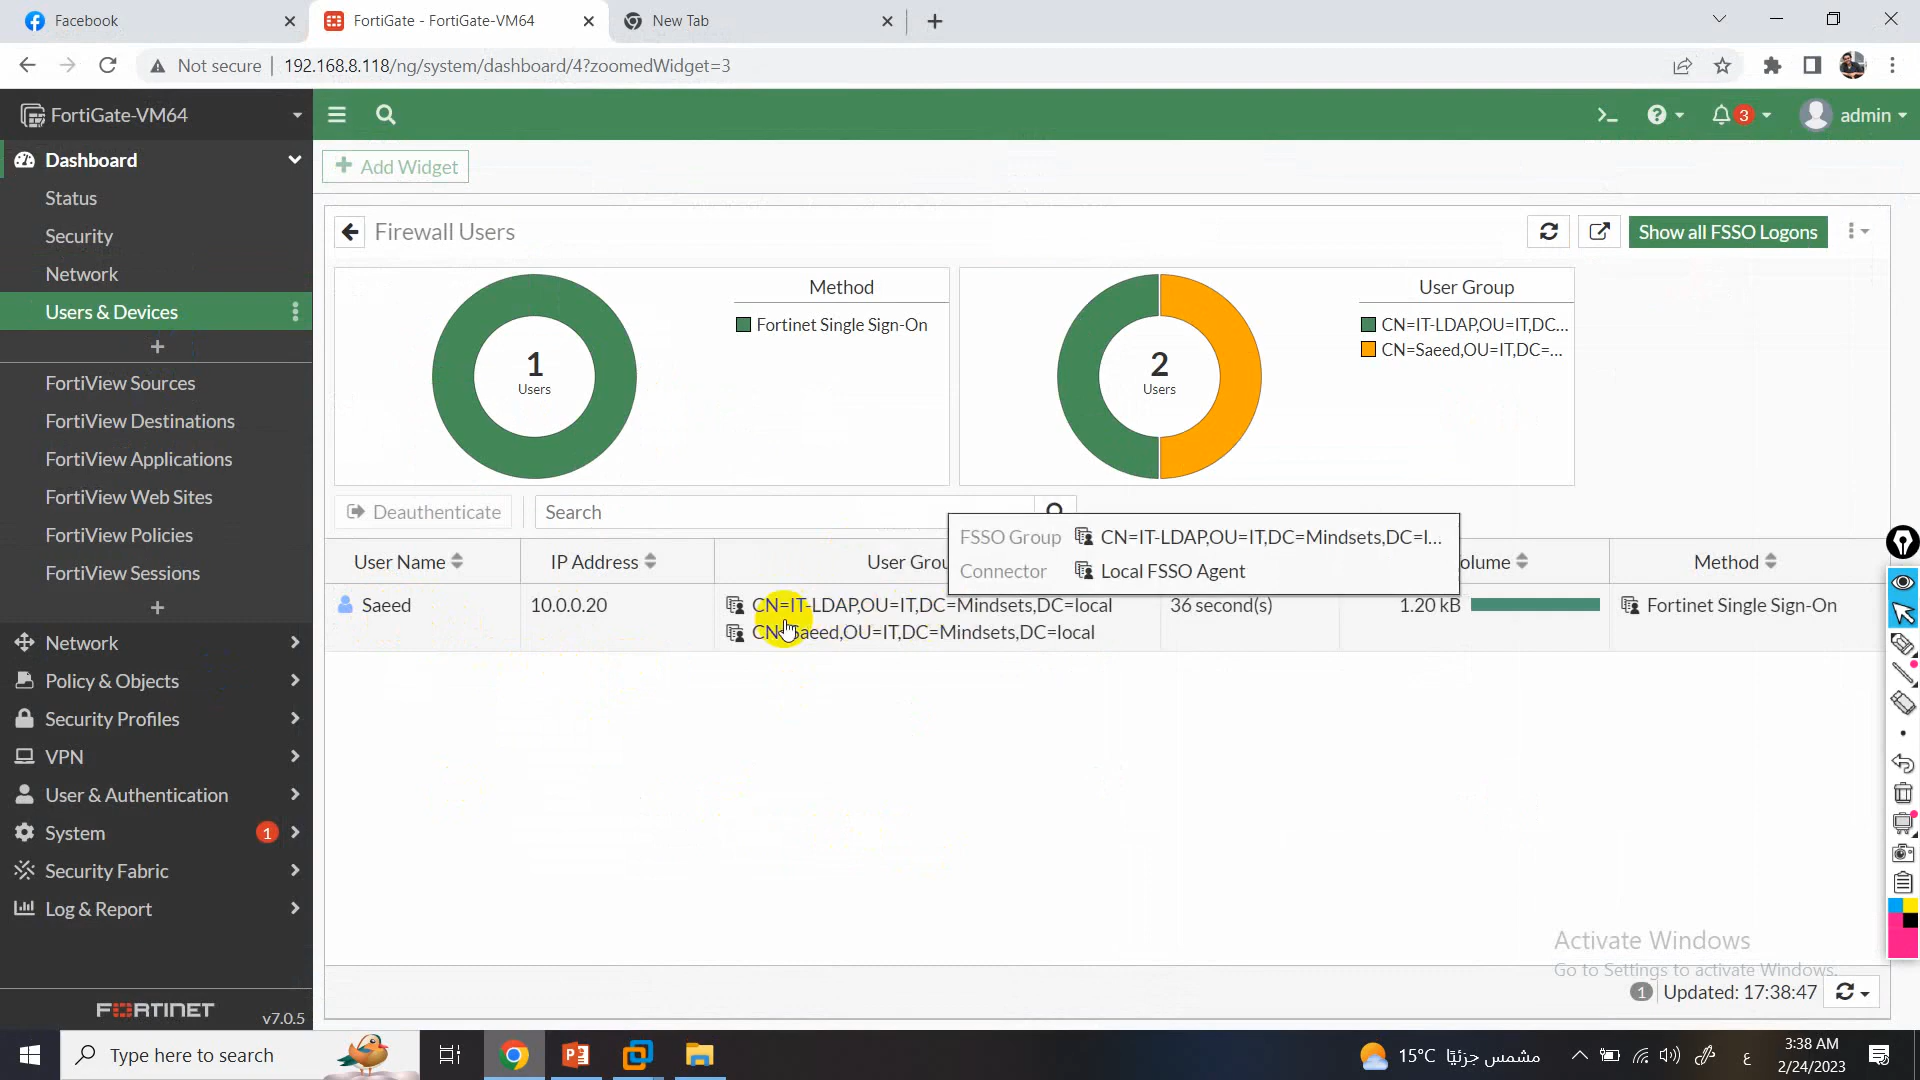 Facebook
FortiGate - FortiGate-VM64
New Tab
Not secure
192.168.8.118/ng/system/dashboard/4?zoomedWidget=3
FortiGate-VM64
3
admin
Dashboard
Status
Security
Network
Users & Devices
FortiView Sources
FortiView Destinations
FortiView Applications
FortiView Web Sites
FortiView Policies
FortiView Sessions
Network
Policy & Objects
Security Profiles
VPN
User & Authentication
System
1
Security Fabric
Log & Report
FORTINET
v7.0.5
Add Widget
Firewall Users
Show all FSSO Logons
Method
Fortinet Single Sign-On
1
Users
User Group
CN=IT-LDAP,OU=IT,DC...
CN=Saeed,OU=IT,DC=...
2
Users
Deauthenticate
Search
FSSO Group
CN=IT-LDAP,OU=IT,DC=Mindsets,DC=l...
Connector
Local FSSO Agent
User Name
IP Address
User Grou
olume
Method
Saeed
10.0.0.20
CN=IT-LDAP,OU=IT,DC=Mindsets,DC=local
CN=Saeed,OU=IT,DC=Mindsets,DC=local
36 second(s)
1.20 kB
Fortinet Single Sign-On
Activate Windows
Go to Settings to activate Windows.
1
Updated: 17:38:47
Type here to search
15°C
مشمس جزئيًا
ع
3:38 AM
2/24/2023